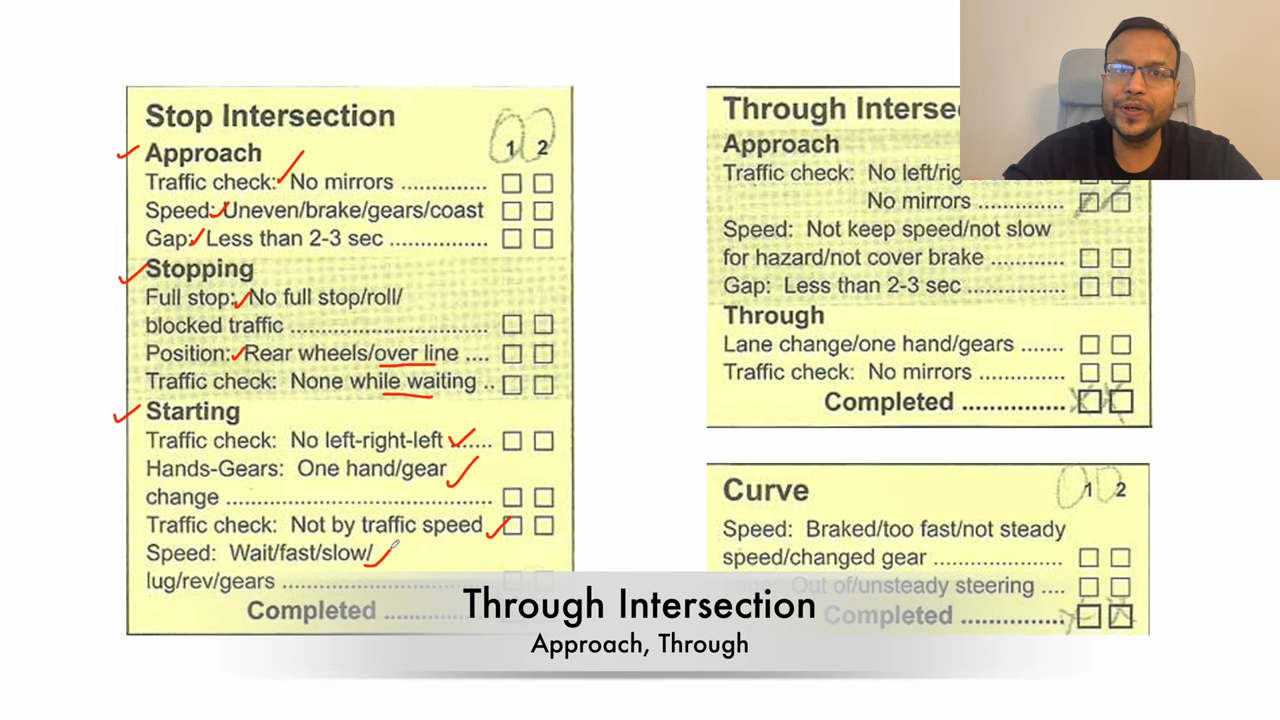 Stop Intersection
1 2
Approach
Traffic check: No mirrors ..............
Speed: Uneven/brake/gears/coast
Gap: Less than 2-3 sec ................
Stopping
Full stop: No full stop/roll/
blocked traffic ................................
Position: Rear wheels/over line ....
Traffic check: None while waiting ..
Starting
Traffic check: No left-right-left .......
Hands-Gears: One hand/gear
change ..........................................
Traffic check: Not by traffic speed
Speed: Wait/fast/slow/
lug/rev/gears .................................
Completed ................
Through
Approach
Traffic check:
No mirrors ..............
Speed: Not keep speed/not slow
for hazard/not cover brake .............
Gap: Less than 2-3 sec ................
Through
Lane change/one hand/gears .......
Traffic check: No mirrors ..............
Completed ................
Curve
1 2
Speed: Braked/too fast/not steady
speed/changed gear .....................
Lane: Out of/unsteady steering ....
Completed ................
Through Intersection
Approach, Through